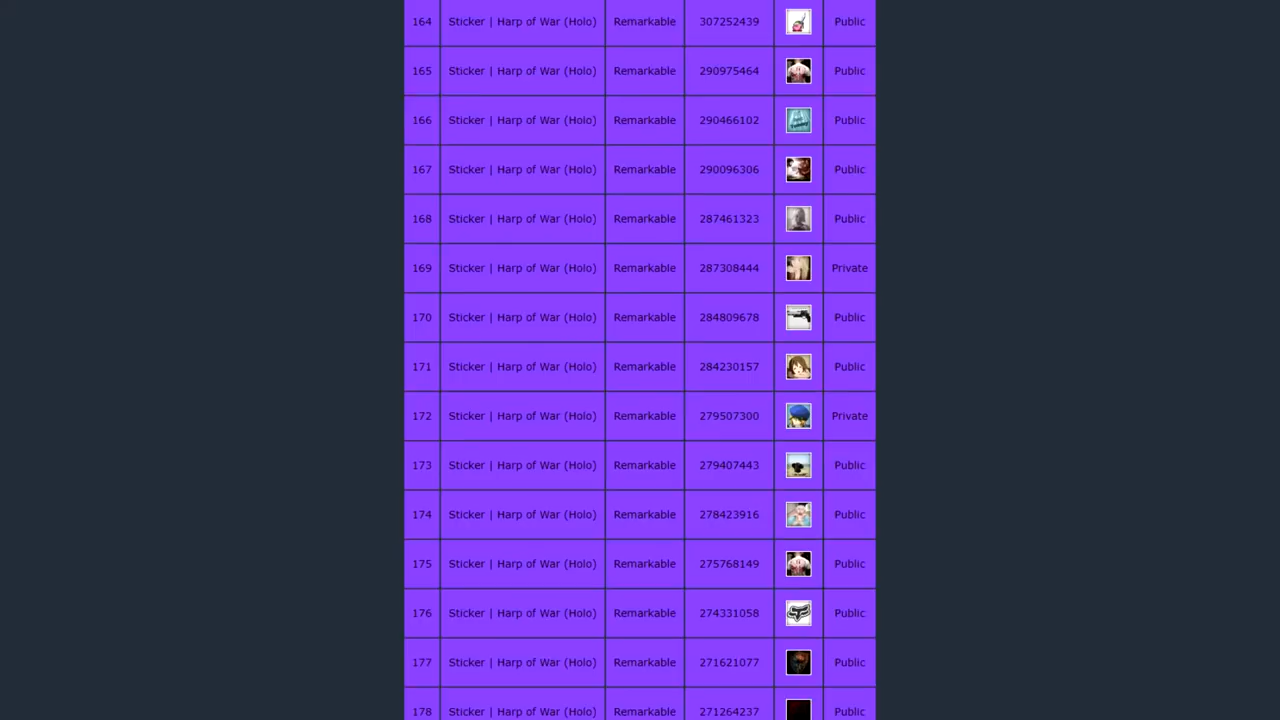 164 Sticker | Harp of War (Holo) Remarkable 307252439 Public
165 Sticker | Harp of War (Holo) Remarkable 290975464 Public
166 Sticker | Harp of War (Holo) Remarkable 290466102 Public
167 Sticker | Harp of War (Holo) Remarkable 290096306 Public
168 Sticker | Harp of War (Holo) Remarkable 287461323 Public
169 Sticker | Harp of War (Holo) Remarkable 287308444 Private
170 Sticker | Harp of War (Holo) Remarkable 284809678 Public
171 Sticker | Harp of War (Holo) Remarkable 284230157 Public
172 Sticker | Harp of War (Holo) Remarkable 279507300 Private
173 Sticker | Harp of War (Holo) Remarkable 279407443 Public
174 Sticker | Harp of War (Holo) Remarkable 278423916 Public
175 Sticker | Harp of War (Holo) Remarkable 275768149 Public
176 Sticker | Harp of War (Holo) Remarkable 274331058 Public
177 Sticker | Harp of War (Holo) Remarkable 271621077 Public
178 Sticker | Harp of War (Holo) Remarkable 271264237 Public